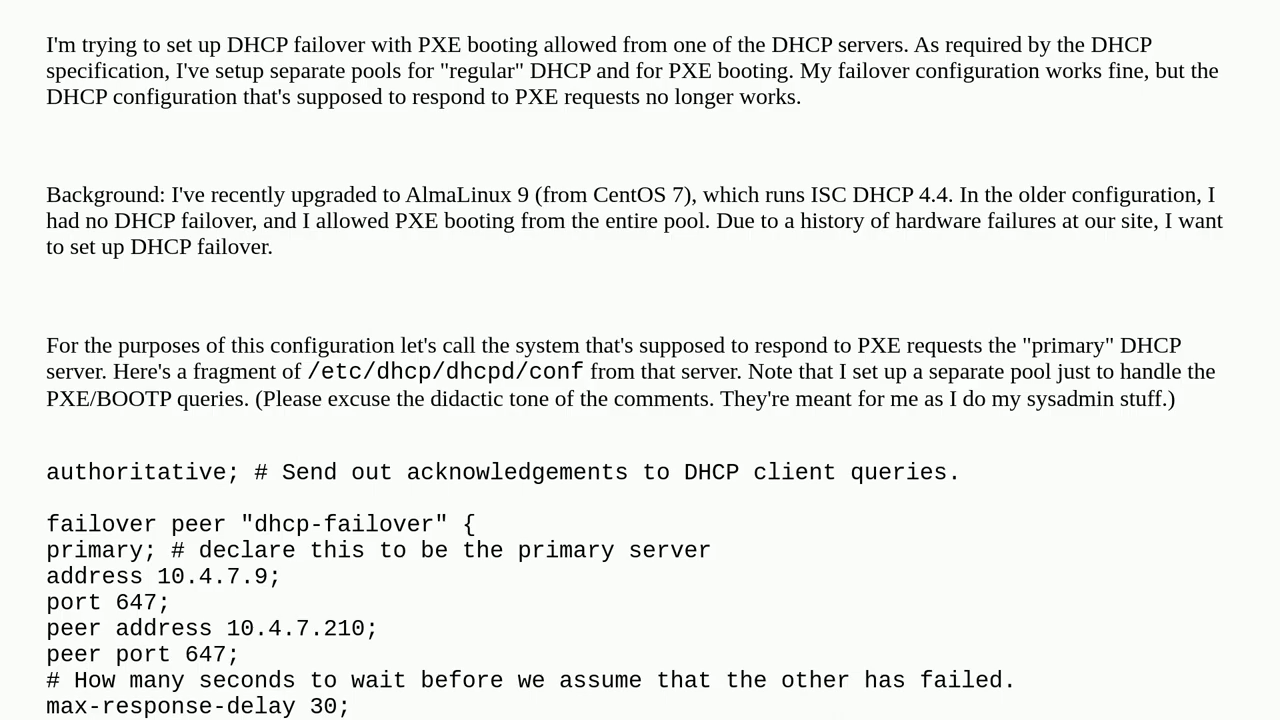 I'm trying to set up DHCP failover with PXE booting allowed from one of the DHCP servers. As required by the DHCP
specification, I've setup separate pools for "regular" DHCP and for PXE booting. My failover configuration works fine, but the
DHCP configuration that's supposed to respond to PXE requests no longer works.
Background: I've recently upgraded to AlmaLinux 9 (from CentOS 7), which runs ISC DHCP 4.4. In the older configuration, I
had no DHCP failover, and I allowed PXE booting from the entire pool. Due to a history of hardware failures at our site, I want
to set up DHCP failover.
For the purposes of this configuration let's call the system that's supposed to respond to PXE requests the "primary" DHCP
server. Here's a fragment of /etc/dhcp/dhcpd/conf from that server. Note that I set up a separate pool just to handle the
PXE/BOOTP queries. (Please excuse the didactic tone of the comments. They're meant for me as I do my sysadmin stuff.)
authoritative; # Send out acknowledgements to DHCP client queries.
failover peer "dhcp-failover" {
primary; # declare this to be the primary server
address 10.4.7.9;
port 647;
peer address 10.4.7.210;
peer port 647;
# How many seconds to wait before we assume that the other has failed.
max-response-delay 30;